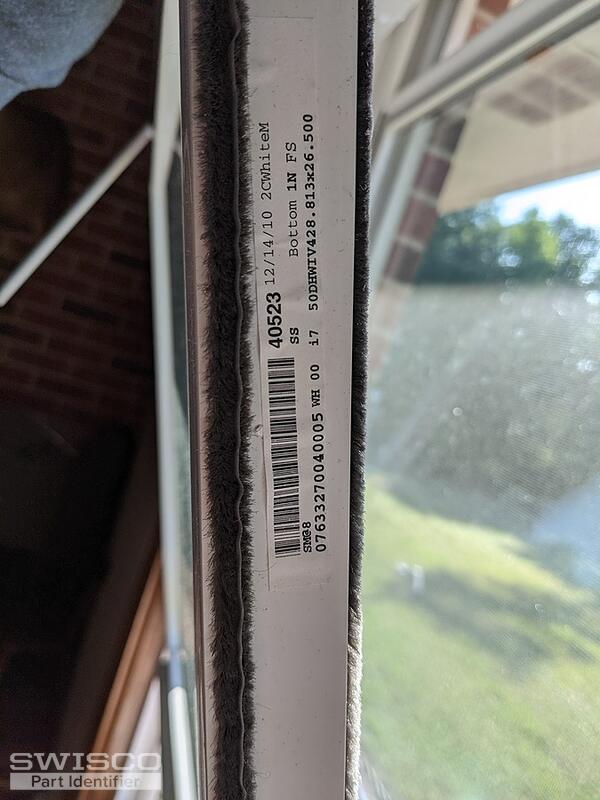 40523 12/14/10 2CWhiteM
SS Bottom 1N FS
i7 50DHWIV428.813x26.500
SMG8
07633270040005 WH 00
SWISCO
Part Identifier